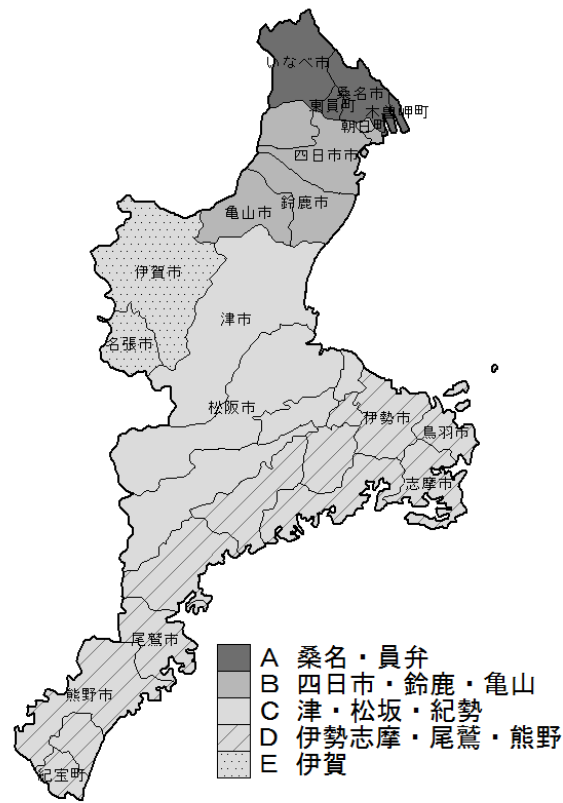 いなべ市
桑名市
東員町
木曽岬町
朝日町
四日市市
鈴鹿市
亀山市
伊賀市
津市
名張市
松阪市
伊勢市
鳥羽市
志摩市
尾鷲市
熊野市
紀宝町
A 桑名・員弁
B 四日市・鈴鹿・亀山
C 津・松坂・紀勢
D 伊勢志摩・尾鷲・熊野
E 伊賀